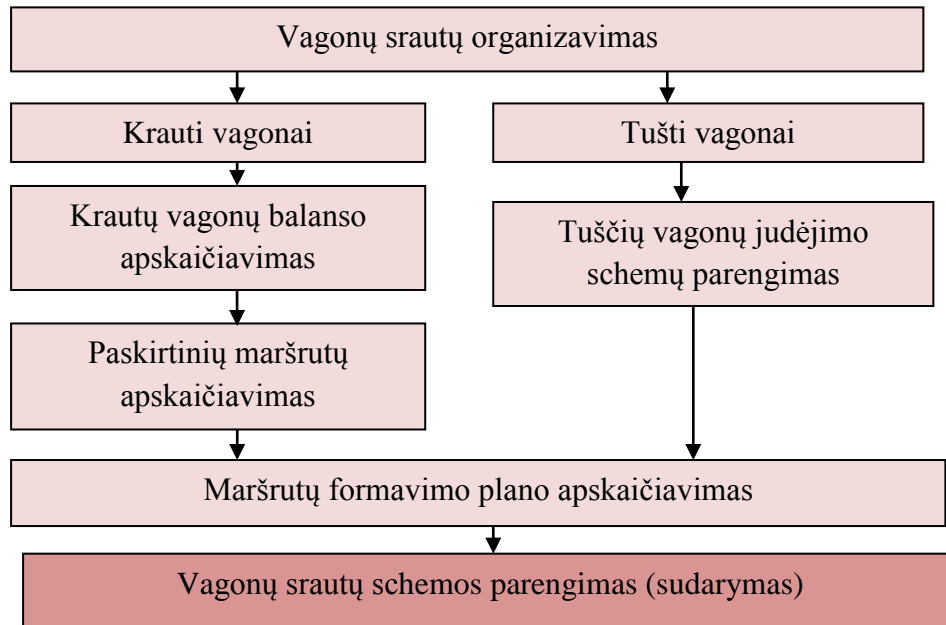 Vagonų srautų organizavimas
Krauti vagonai
Tušti vagonai
Krautų vagonų balanso
apskaičiavimas
Tuščių vagonų judėjimo
schemų parengimas
Paskirtinių maršrutų
apskaičiavimas
Maršrutų formavimo plano apskaičiavimas
Vagonų srautų schemos parengimas (sudarymas)